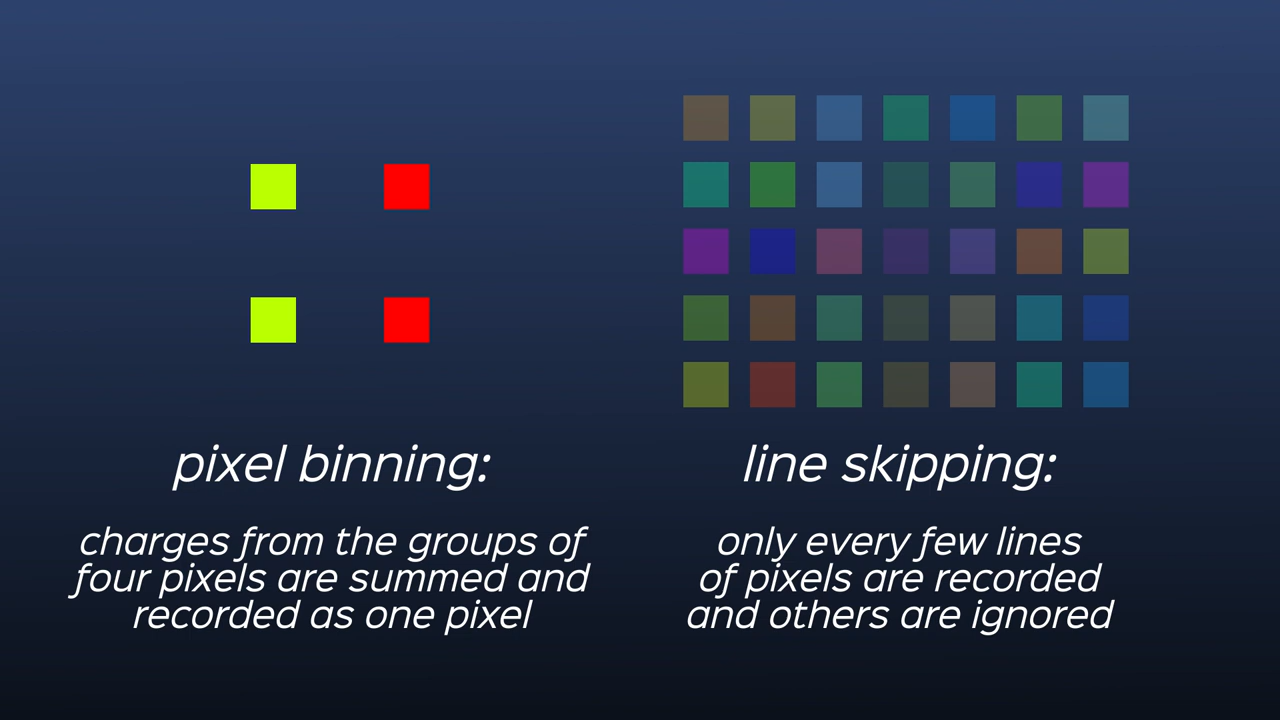 pixel binning:
charges from the groups of
four pixels are summed and
recorded as one pixel
line skipping:
only every few lines
of pixels are recorded
and others are ignored